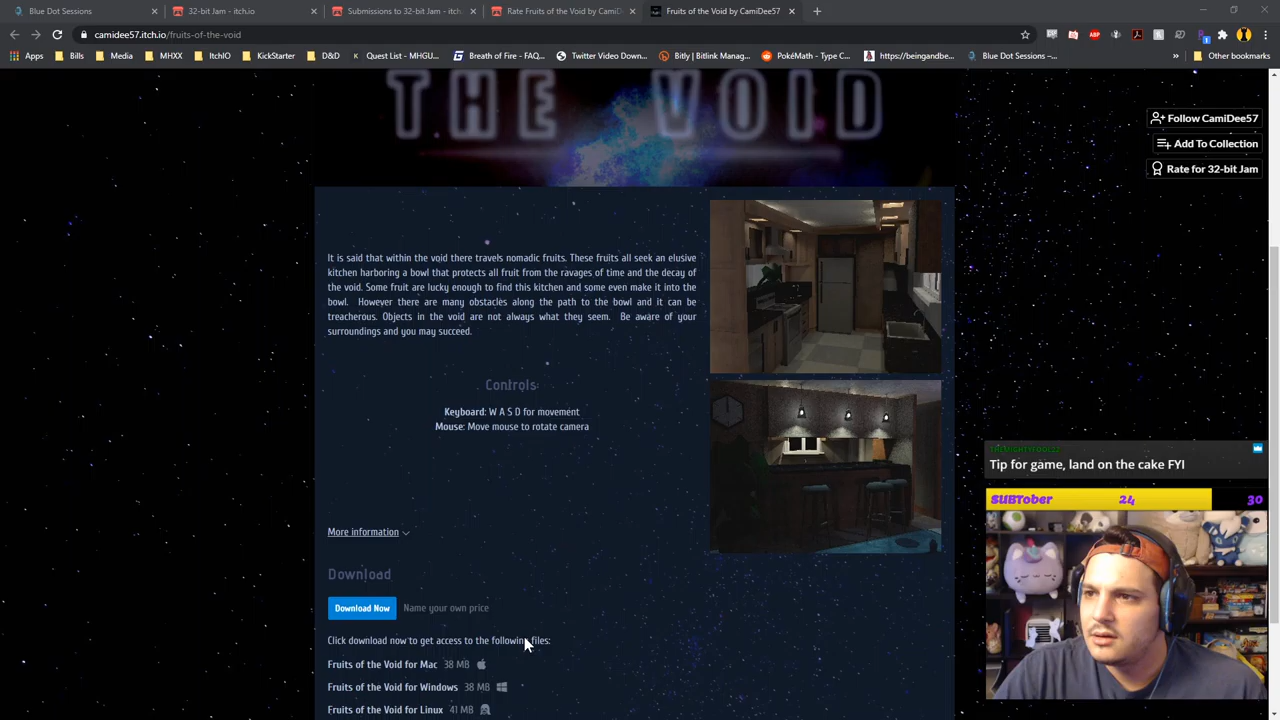 Blue Dot Sessions
32-bit Jam - itch.io
Submissions to 32-bit Jam - itch
Rate Fruits of the Void by CamiD
Fruits of the Void by CamiDee57
camidee57.itch.io/fruits-of-the-void
Apps
Bills
Media
MHXX
ItchIO
KickStarter
D&D
Quest List - MHGU...
Breath of Fire - FAQ...
Twitter Video Down...
Bitly | Bitlink Manag...
PokéMath - Type C...
https://beingandbe...
Blue Dot Sessions –...
Other bookmarks
THE VOID
Follow CamiDee57
Add To Collection
Rate for 32-bit Jam
It is said that within the void there travels nomadic fruits. These fruits all seek an elusive
kitchen harboring a bowl that protects all fruit from the ravages of time and the decay of
the void. Some fruit are lucky enough to find this kitchen and some even make it into the
bowl. However there are many obstacles along the path to the bowl and it can be
treacherous. Objects in the void are not always what they seem. Be aware of your
surroundings and you may succeed.
Controls:
Keyboard: W A S D for movement
Mouse: Move mouse to rotate camera
More information
Download
Download Now
Name your own price
Click download now to get access to the following files:
Fruits of the Void for Mac 38 MB
Fruits of the Void for Windows 38 MB
Fruits of the Void for Linux 41 MB
Tip for game, land on the cake FYI
SUBTober 24 30